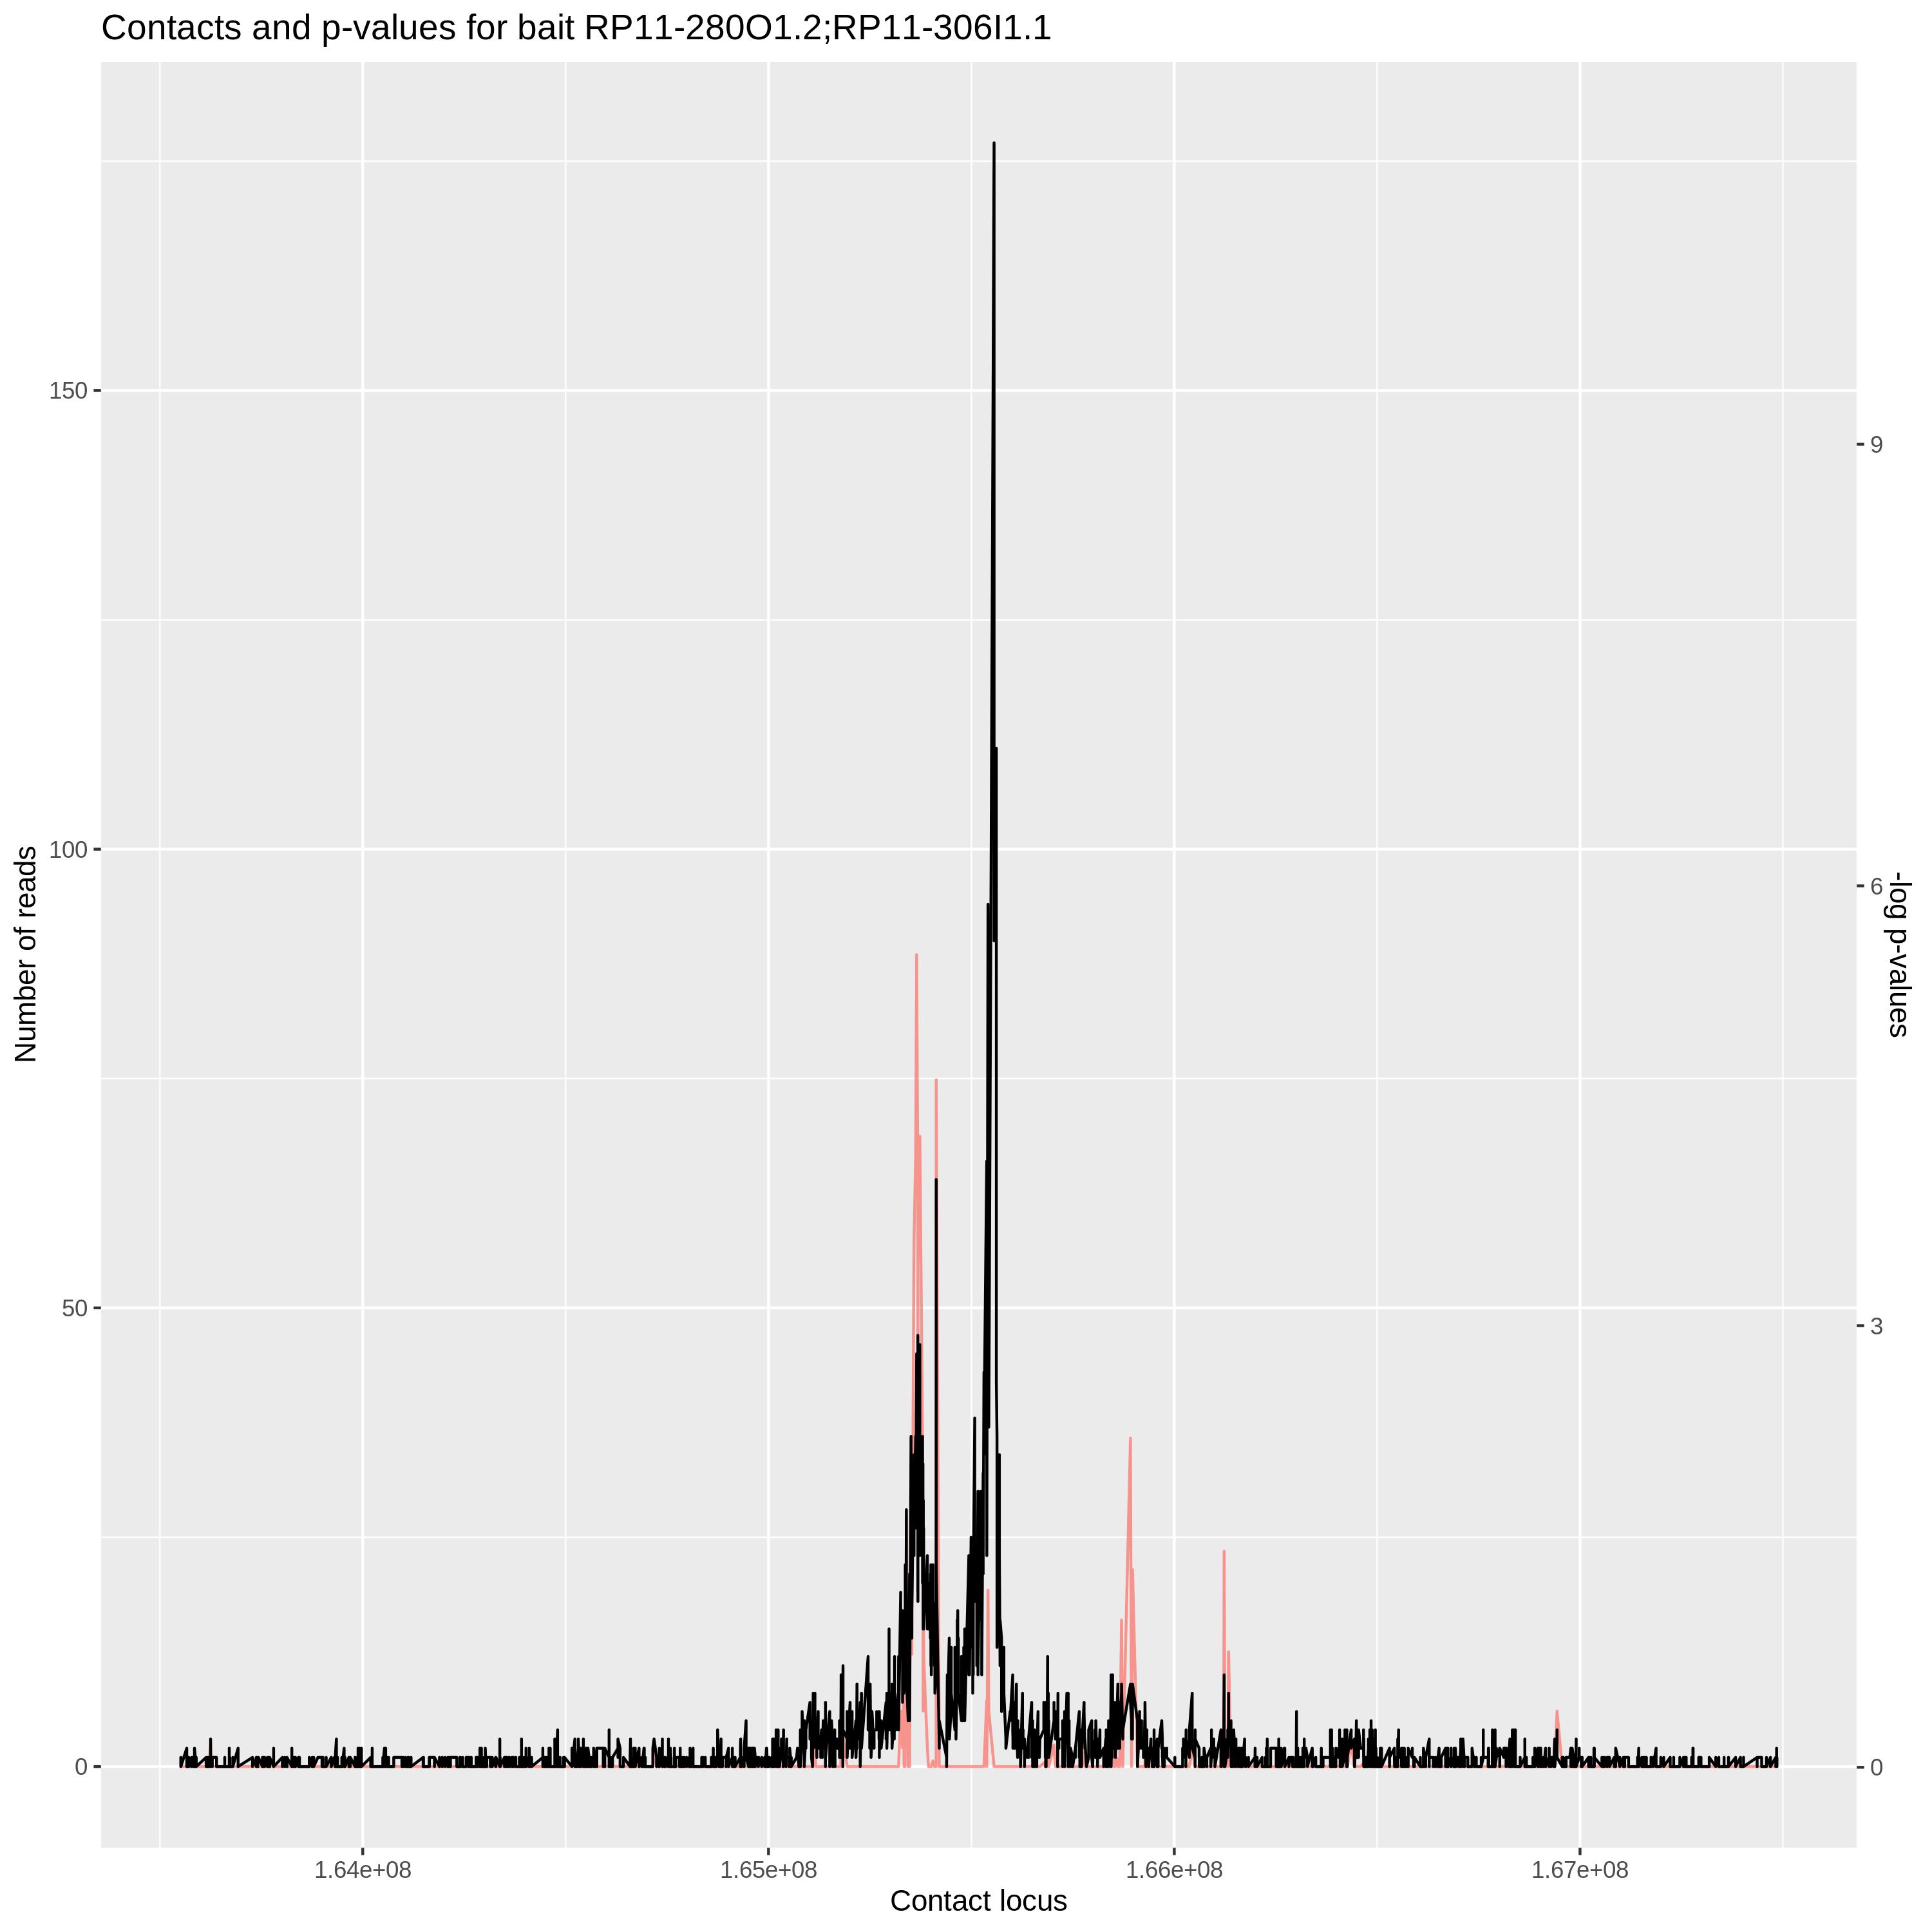 Contacts and p-values for bait RP11-280O1.2;RP11-306I1.1
150
100
50
0
Number of reads
9
6
3
0
-log p-values
1.64e+08
1.65e+08
1.66e+08
1.67e+08
Contact locus